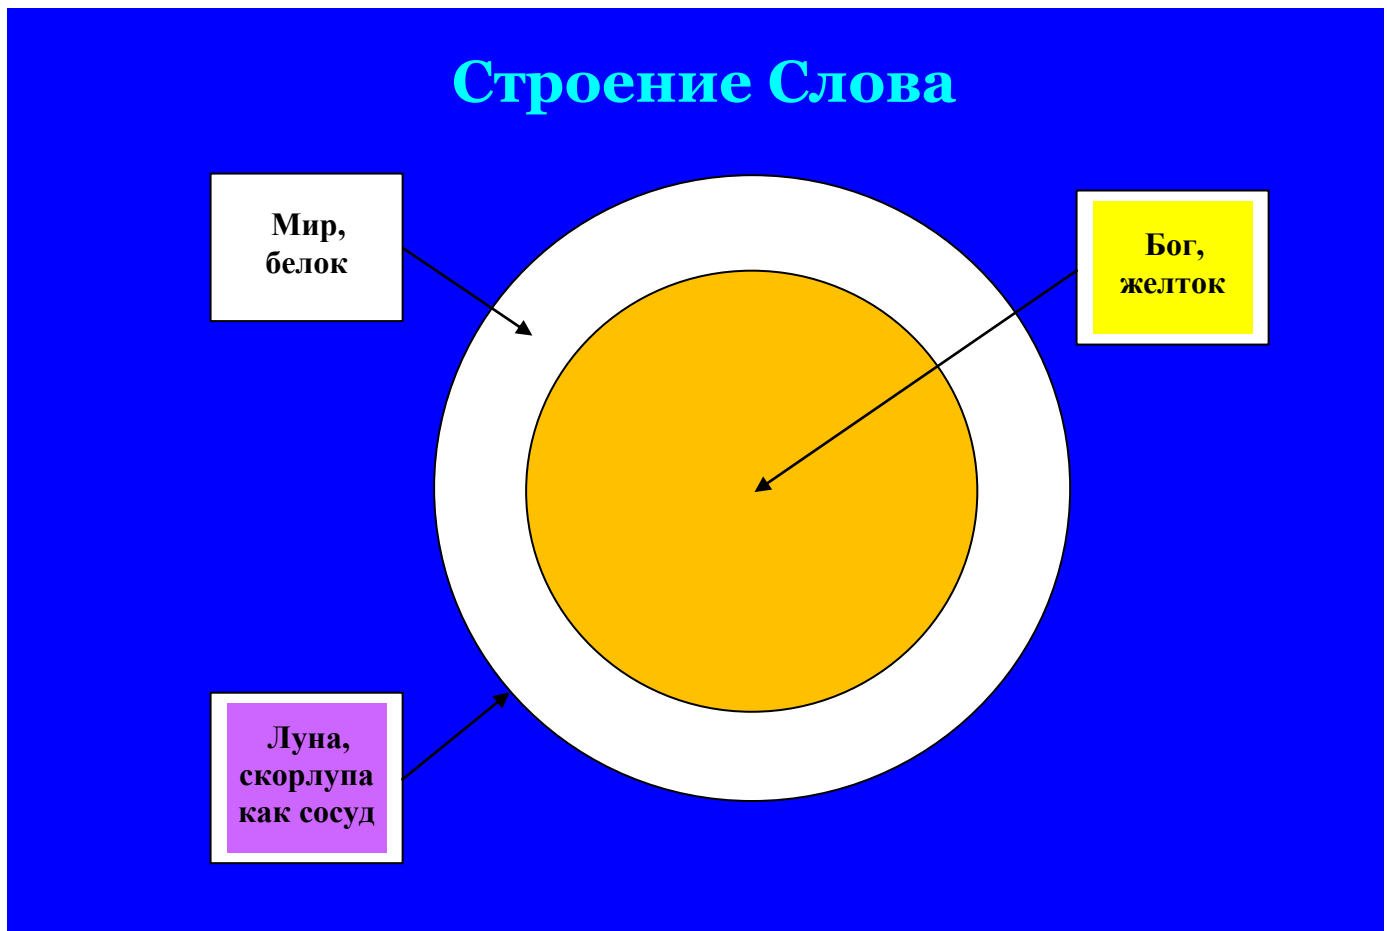 Строение Слова
Мир,
белок
Бог,
желток
Луна,
скорлупа
как сосуд